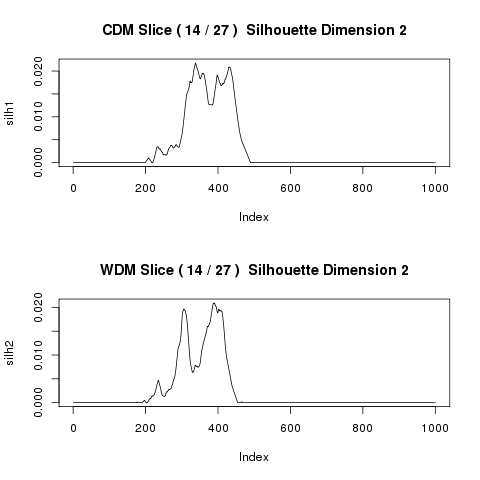 CDM Slice ( 14 / 27 )  Silhouette Dimension 2
silh1
0.020
0.010
0.000
0 200 400 600 800 1000
Index
WDM Slice ( 14 / 27 )  Silhouette Dimension 2
silh2
0.020
0.010
0.000
0 200 400 600 800 1000
Index